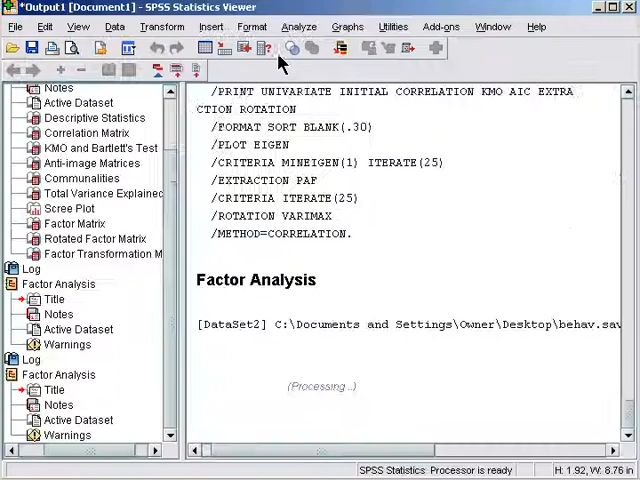 *Output1 [Document1] - SPSS Statistics Viewer
File Edit View Data Transform Insert Format Analyze Graphs Utilities Add-ons Window Help
Notes
Active Dataset
Descriptive Statistics
Correlation Matrix
KMO and Bartlett's Test
Anti-image Matrices
Communalities
Total Variance Explained
Scree Plot
Factor Matrix
Rotated Factor Matrix
Factor Transformation M
Log
Factor Analysis
Title
Notes
Active Dataset
Warnings
Log
Factor Analysis
Title
Notes
Active Dataset
Warnings
/PRINT UNIVARIATE INITIAL CORRELATION KMO AIC EXTRA
CTION ROTATION
/FORMAT SORT BLANK(.30)
/PLOT EIGEN
/CRITERIA MINEIGEN(1) ITERATE(25)
/EXTRACTION PAF
/CRITERIA ITERATE(25)
/ROTATION VARIMAX
/METHOD=CORRELATION.
Factor Analysis
[DataSet2] C:\Documents and Settings\Owner\Desktop\behav.sav
(Processing..)
SPSS Statistics: Processor is ready
H: 1.92, W: 8.76 in